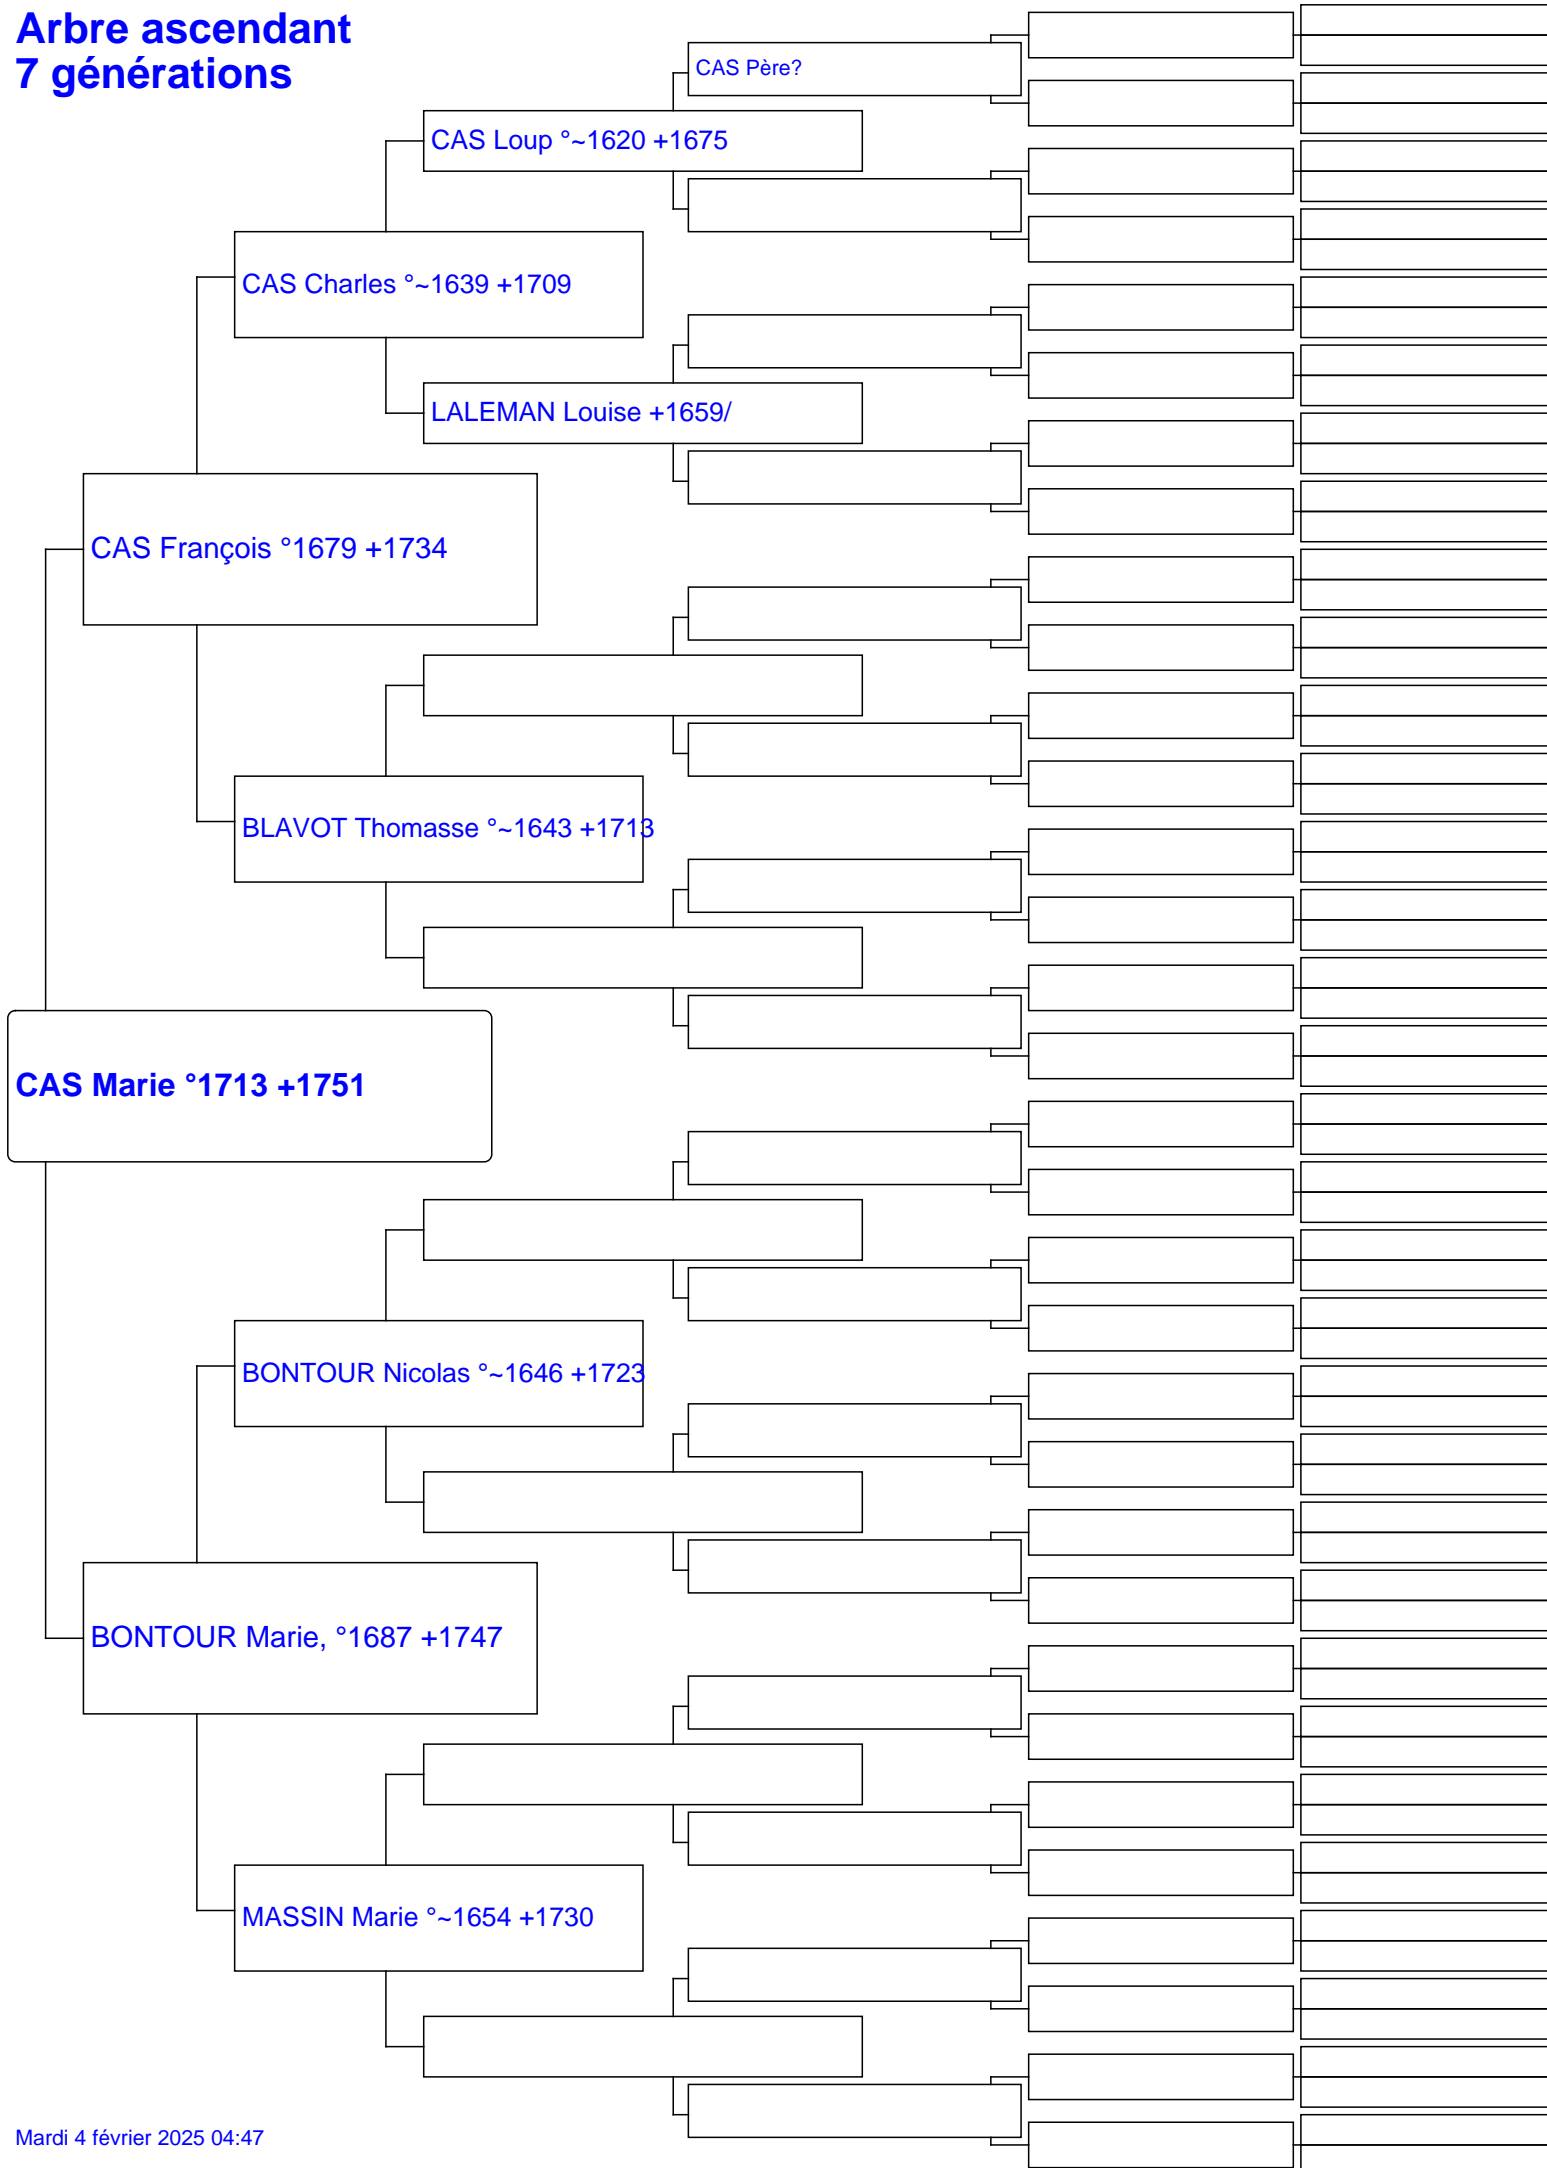 Arbre ascendant
7 générations
CAS Père?
CAS Loup °~1620 +1675
CAS Charles °~1639 +1709
LALEMAN Louise +1659/
CAS François °1679 +1734
BLAVOT Thomasse °~1643 +1713
CAS Marie °1713 +1751
BONTOUR Nicolas °~1646 +1723
BONTOUR Marie, °1687 +1747
MASSIN Marie °~1654 +1730
Mardi 4 février 2025 04:47